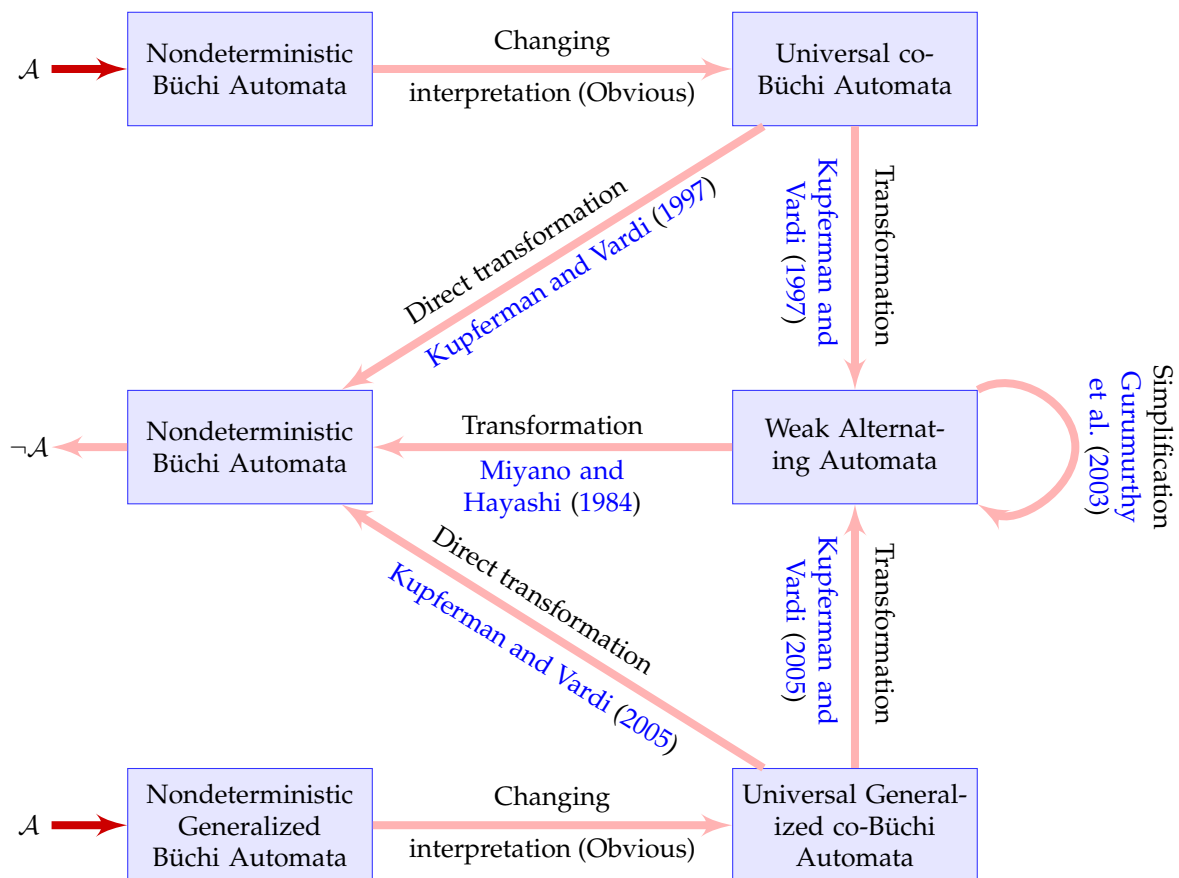 𝒜
Nondeterministic
Büchi Automata
Changing
interpretation (Obvious)
Universal co-
Büchi Automata
Direct transformation
Kupferman and Vardi (1997)
Transformation
Kupferman and
Vardi (1997)
Nondeterministic
Büchi Automata
¬𝒜
Transformation
Miyano and
Hayashi (1984)
Weak Alternat-
ing Automata
Simplification
Gurumurthy
et al. (2003)
Direct transformation
Kupferman and Vardi (2005)
Transformation
Kupferman and
Vardi (2005)
𝒜
Nondeterministic
Generalized
Büchi Automata
Changing
interpretation (Obvious)
Universal General-
ized co-Büchi
Automata